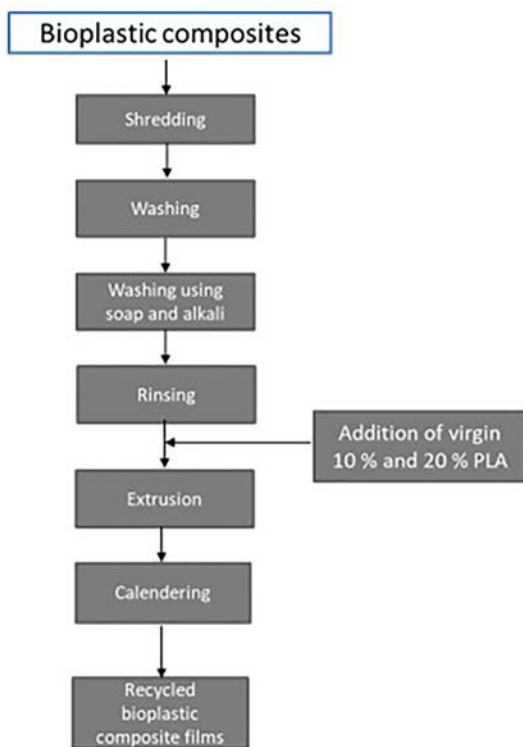 Bioplastic composites
Shredding
Washing
Washing using
soap and alkali
Rinsing
Addition of virgin
10 % and 20 % PLA
Extrusion
Calendering
Recycled
bioplastic
composite films